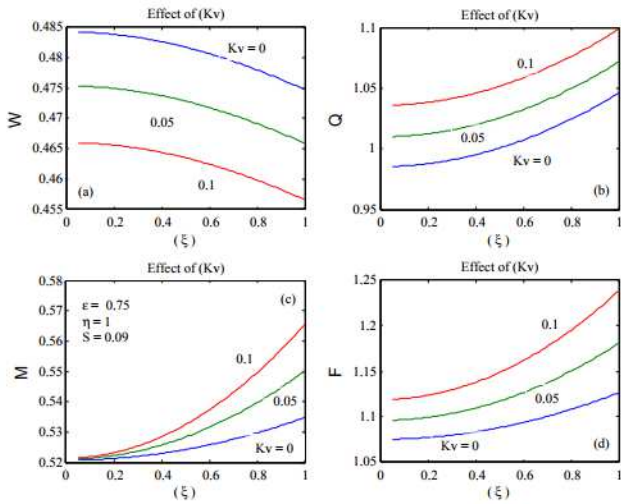 Effect of (Kv)
0.485
0.48
0.475
0.47
0.465
0.46
0.455
W
Kv = 0
0.05
0.1
(a)
0 0.2 0.4 0.6 0.8 1
( ξ )
Effect of (Kv)
1.1
1.05
1
0.95
Q
0.1
0.05
Kv = 0
(b)
0 0.2 0.4 0.6 0.8 1
( ξ )
Effect of (Kv)
0.58
0.57
0.56
0.55
0.54
0.53
0.52
M
ε = 0.75
η = 1
S = 0.09
(c)
0.1
0.05
Kv = 0
0 0.2 0.4 0.6 0.8 1
( ξ )
Effect of (Kv)
1.25
1.2
1.15
1.1
1.05
F
0.1
0.05
Kv = 0
(d)
0 0.2 0.4 0.6 0.8 1
( ξ )